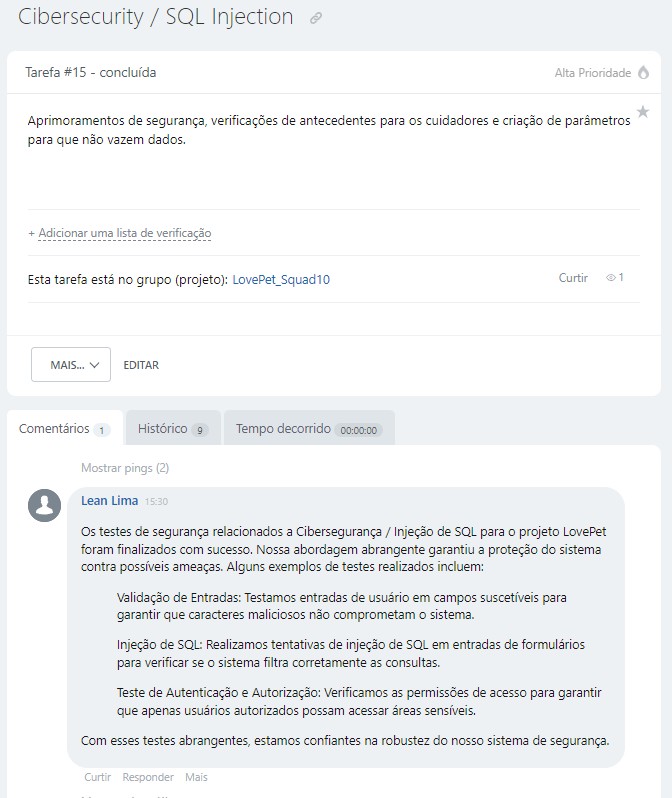 Cibersecurity / SQL Injection
Tarefa #15 - concluída
Alta Prioridade
Aprimoramentos de segurança, verificações de antecedentes para os cuidadores e criação de parâmetros
para que não vazem dados.
+ Adicionar uma lista de verificação
Esta tarefa está no grupo (projeto): LovePet_Squad10
Curtir
1
MAIS...
EDITAR
Comentários 1
Histórico 9
Tempo decorrido 00:00:00
Mostrar pings (2)
Lean Lima 15:30
Os testes de segurança relacionados a Cibersegurança / Injeção de SQL para o projeto LovePet
foram finalizados com sucesso. Nossa abordagem abrangente garantiu a proteção do sistema
contra possíveis ameaças. Alguns exemplos de testes realizados incluem:
Validação de Entradas: Testamos entradas de usuário em campos suscetíveis para
garantir que caracteres maliciosos não comprometam o sistema.
Injeção de SQL: Realizamos tentativas de injeção de SQL em entradas de formulários
para verificar se o sistema filtra corretamente as consultas.
Teste de Autenticação e Autorização: Verificamos as permissões de acesso para garantir
que apenas usuários autorizados possam acessar áreas sensíveis.
Com esses testes abrangentes, estamos confiantes na robustez do nosso sistema de segurança.
Curtir Responder Mais